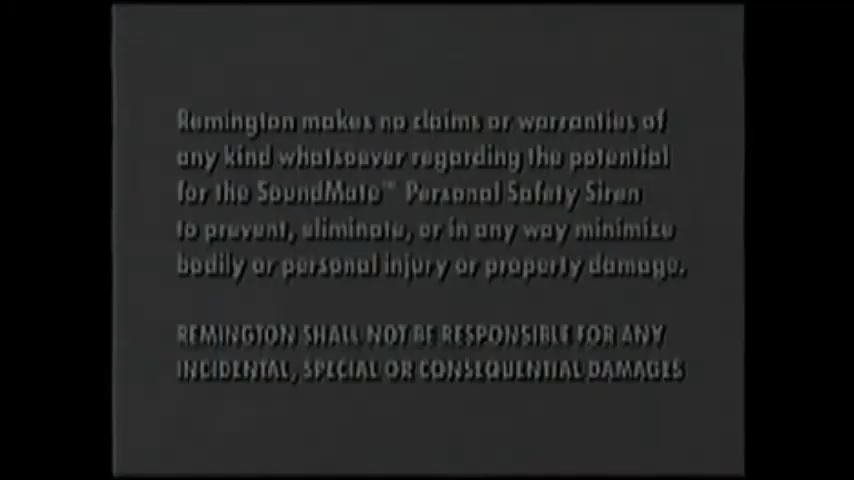 Remington makes no claims or warranties of
any kind whatsoever regarding the potential
for the SoundMate™ Personal Safety Siren
to prevent, eliminate, or in any way minimize
bodily or personal injury or property damage.
REMINGTON SHALL NOT BE RESPONSIBLE FOR ANY
INCIDENTAL, SPECIAL OR CONSEQUENTIAL DAMAGES